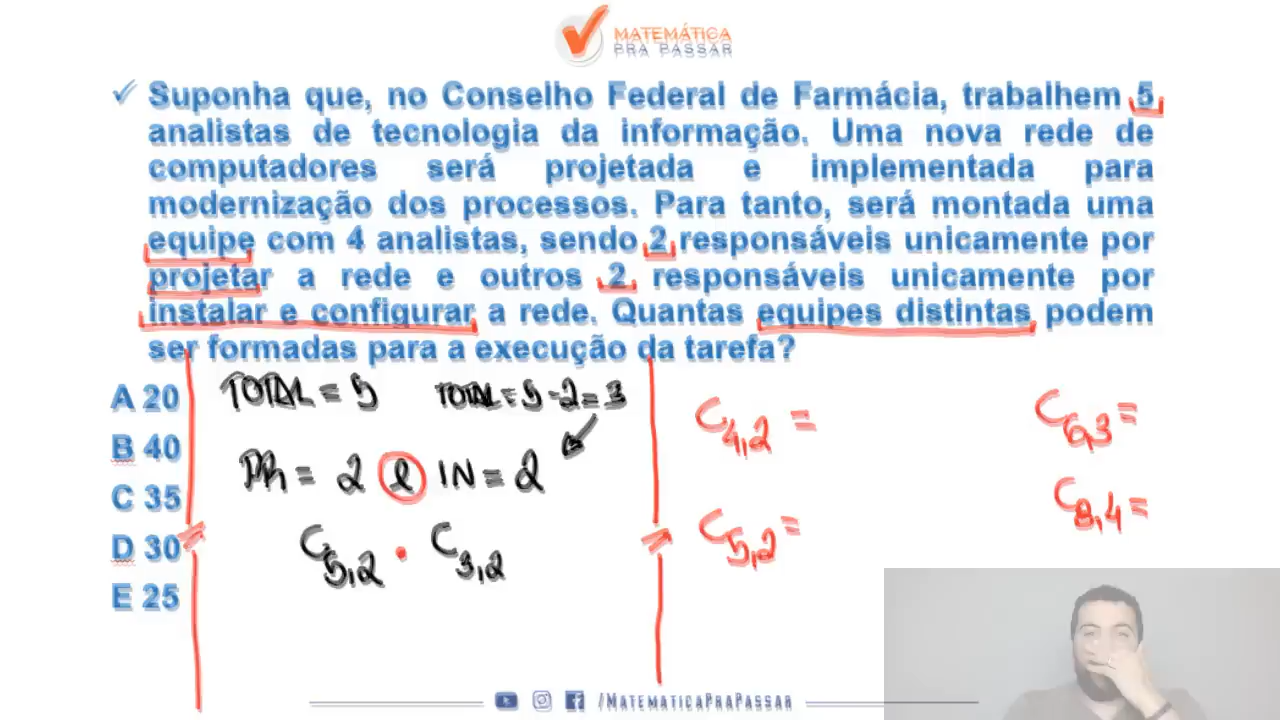 MATEMÁTICA
PRA PASSAR
Suponha que, no Conselho Federal de Farmácia, trabalhem 5
analistas de tecnologia da informação. Uma nova rede de
computadores será projetada e implementada para
modernização dos processos. Para tanto, será montada uma
equipe com 4 analistas, sendo 2 responsáveis unicamente por
projetar a rede e outros 2 responsáveis unicamente por
instalar e configurar a rede. Quantas equipes distintas podem
ser formadas para a execução da tarefa?
A 20
B 40
C 35
D 30
E 25
TOTAL = 5 TOTAL = 5 - 2 = 3
PR = 2 e IN = 2
C5,2 • C3,2
C4,2 =
C5,2 =
C6,3 =
C8,4 =
/MATEMATICAPRAPASSAR